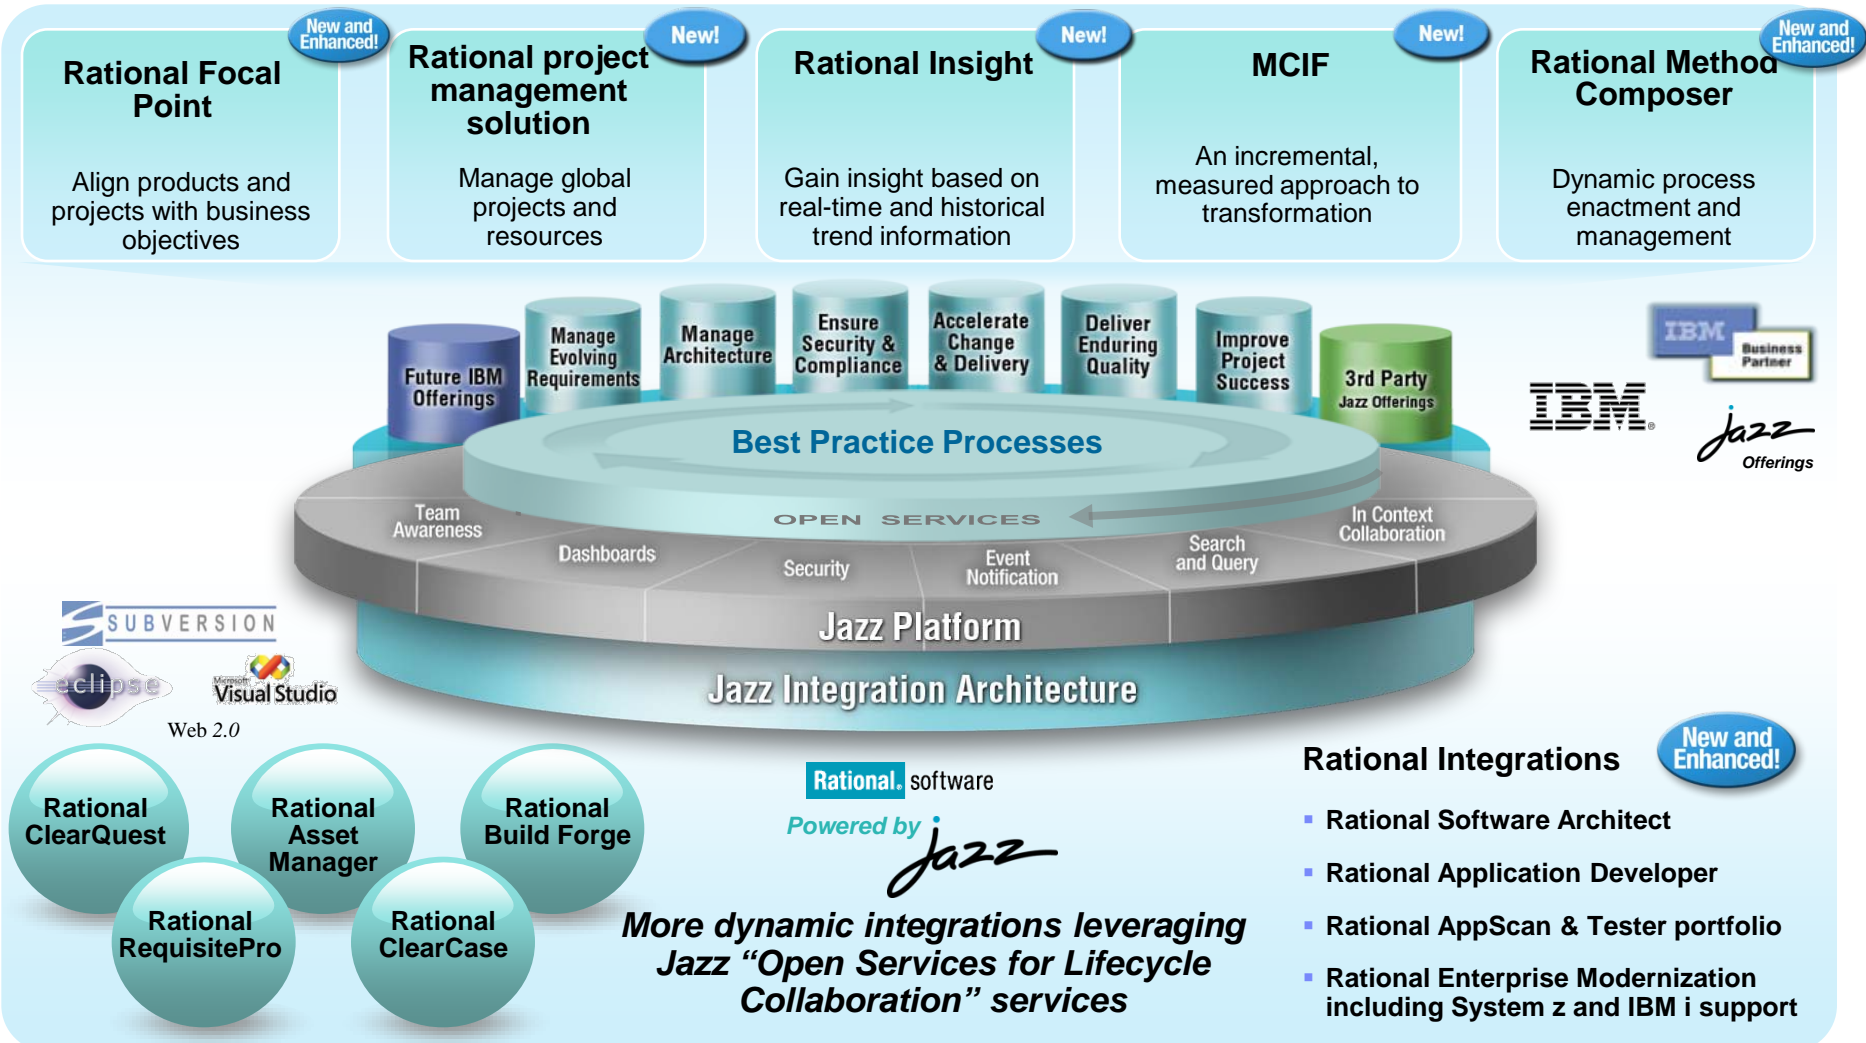 New and
Enhanced!
Rational Focal
Point
Align products and
projects with business
objectives
New!
Rational project
management
solution
Manage global
projects and
resources
New!
Rational Insight
Gain insight based on
real-time and historical
trend information
New!
MCIF
An incremental,
measured approach to
transformation
New and
Enhanced!
Rational Method
Composer
Dynamic process
enactment and
management
Future IBM
Offerings
Manage
Evolving
Requirements
Manage
Architecture
Ensure
Security &
Compliance
Accelerate
Change
& Delivery
Deliver
Enduring
Quality
Improve
Project
Success
3rd Party
Jazz Offerings
IBM
Business
Partner
IBM®
jazz
Offerings
Best Practice Processes
OPEN SERVICES
Team
Awareness
Dashboards
Security
Event
Notification
Search
and Query
In Context
Collaboration
Jazz Platform
Jazz Integration Architecture
SUBVERSION
eclipse
Microsoft
Visual Studio
Web 2.0
Rational
ClearQuest
Rational
Asset
Manager
Rational
Build Forge
Rational
RequisitePro
Rational
ClearCase
Rational. software
Powered by
jazz
More dynamic integrations leveraging
Jazz “Open Services for Lifecycle
Collaboration” services
Rational Integrations
New and
Enhanced!
▪ Rational Software Architect
▪ Rational Application Developer
▪ Rational AppScan & Tester portfolio
▪ Rational Enterprise Modernization
including System z and IBM i support